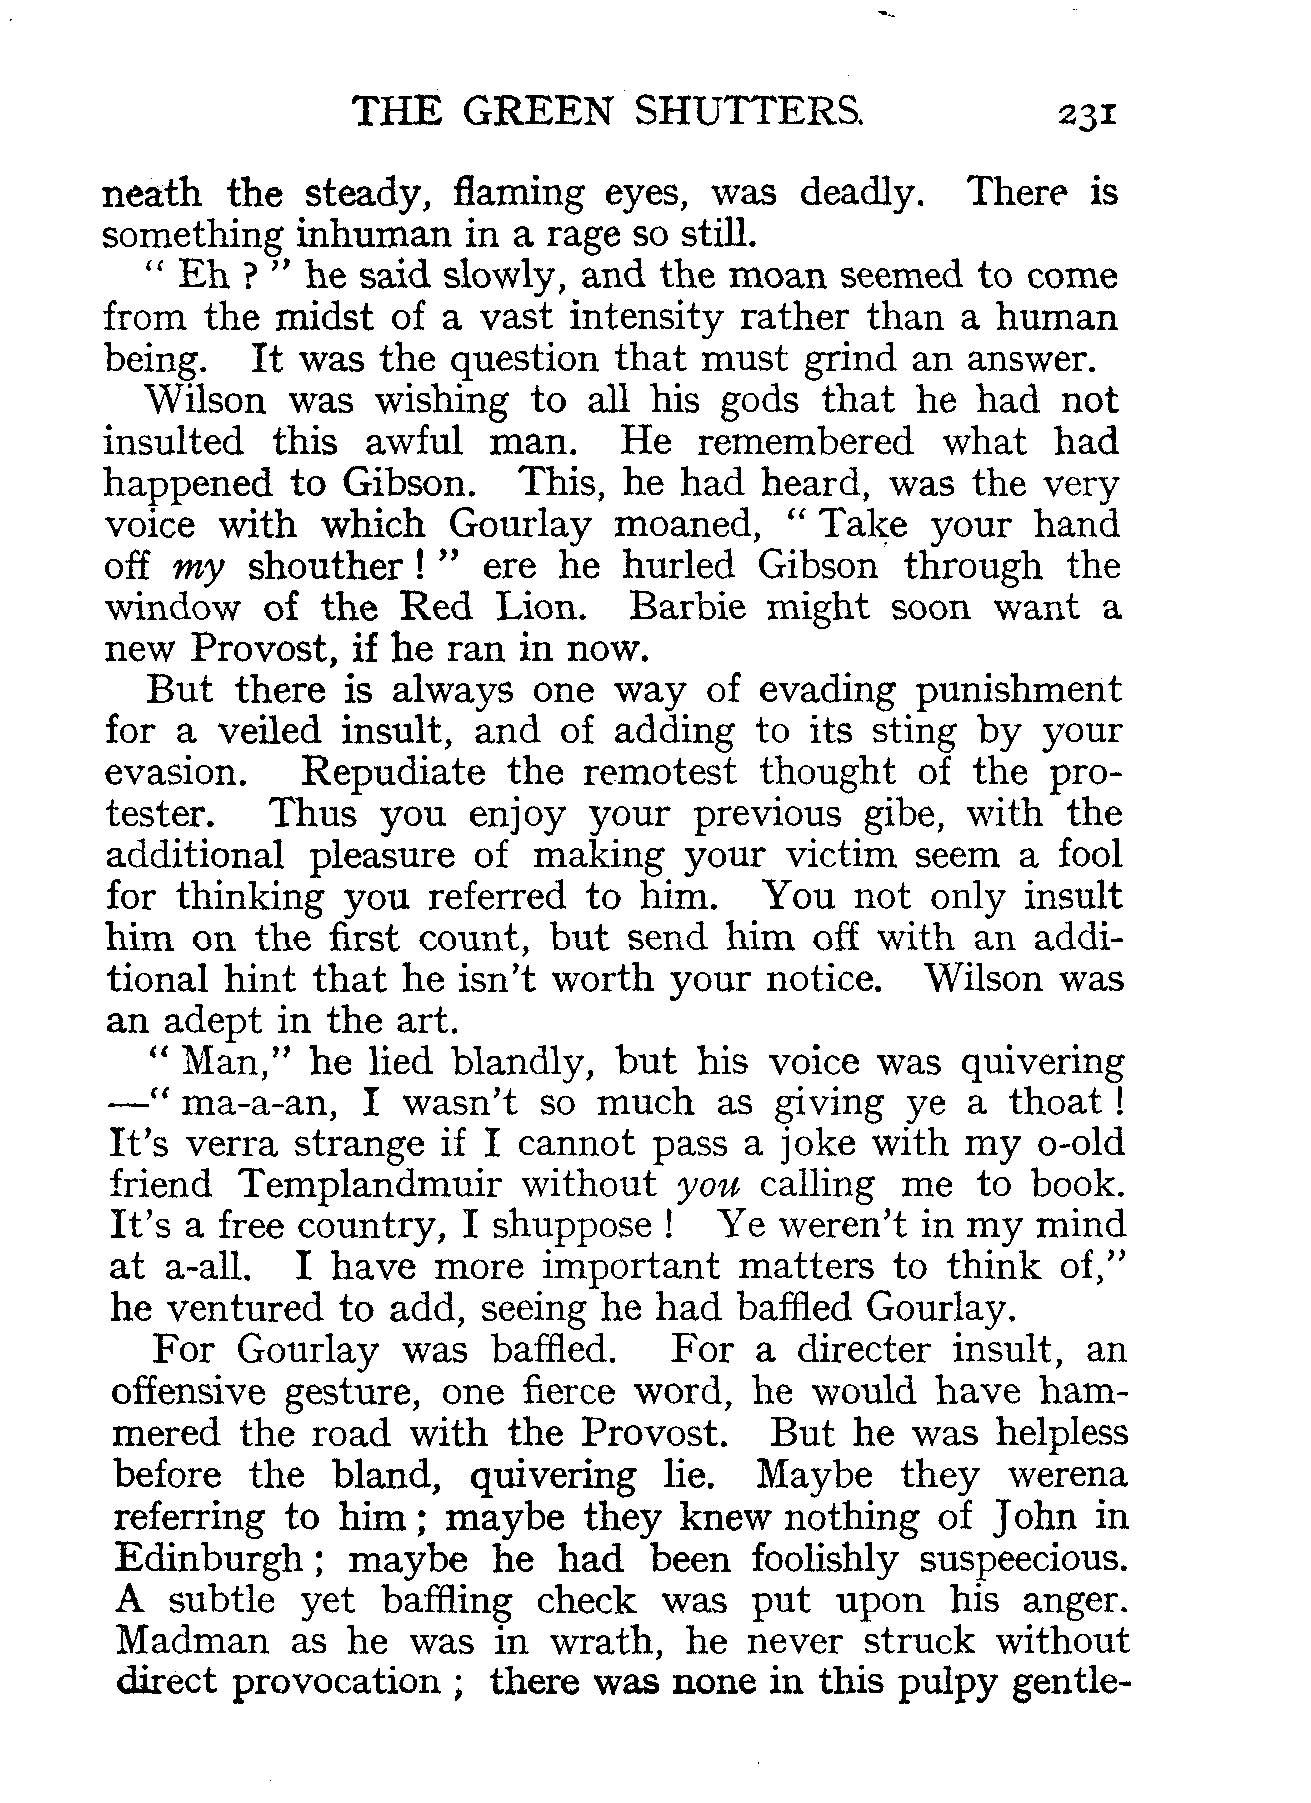 THE GREEN SHUTTERS. 231
neath the steady, flaming eyes, was deadly. There is
something inhuman in a rage so still.
" Eh ? " he said slowly, and the moan seemed to come
from the midst of a vast intensity rather than a human
being. It was the question that must grind an answer.
Wilson was wishing to all his gods that he had not
insulted this awful man. He remembered what had
happened to Gibson. This, he had heard, was the very
voice with which Gourlay moaned, " Take your hand
off my shouther ! " ere he hurled Gibson through the
window of the Red Lion. Barbie might soon want a
new Provost, if he ran in now.
But there is always one way of evading punishment
for a veiled insult, and of adding to its sting by your
evasion. Repudiate the remotest thought of the pro-
tester. Thus you enjoy your previous gibe, with the
additional pleasure of making your victim seem a fool
for thinking you referred to him. You not only insult
him on the first count, but send him off with an addi-
tional hint that he isn't worth your notice. Wilson was
an adept in the art.
" Man," he lied blandly, but his voice was quivering
—" ma-a-an, I wasn't so much as giving ye a thoat !
It's verra strange if I cannot pass a joke with my o-old
friend Templandmuir without you calling me to book.
It's a free country, I shuppose ! Ye weren't in my mind
at a-all. I have more important matters to think of,"
he ventured to add, seeing he had baffled Gourlay.
For Gourlay was baffled. For a directer insult, an
offensive gesture, one fierce word, he would have ham-
mered the road with the Provost. But he was helpless
before the bland, quivering lie. Maybe they werena
referring to him ; maybe they knew nothing of John in
Edinburgh ; maybe he had been foolishly suspeecious.
A subtle yet baffling check was put upon his anger.
Madman as he was in wrath, he never struck without
direct provocation ; there was none in this pulpy gentle-